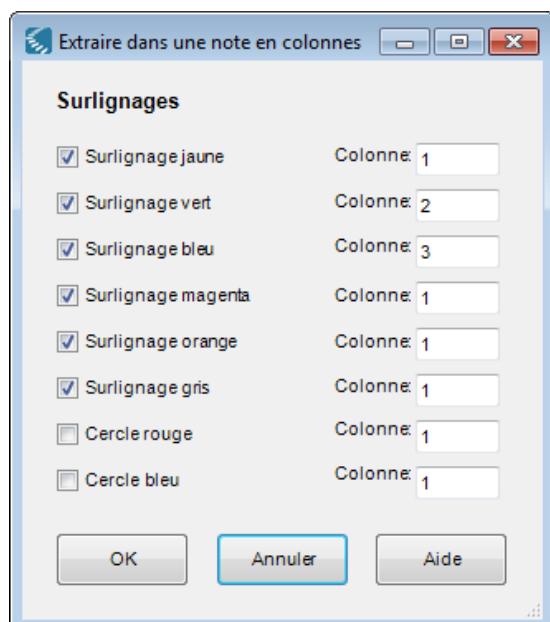 Extraire dans une note en colonnes
Surlignages
Surlignage jaune Colonne: 1
Surlignage vert Colonne: 2
Surlignage bleu Colonne: 3
Surlignage magenta Colonne: 1
Surlignage orange Colonne: 1
Surlignage gris Colonne: 1
Cercle rouge Colonne: 1
Cercle bleu Colonne: 1
OK Annuler Aide